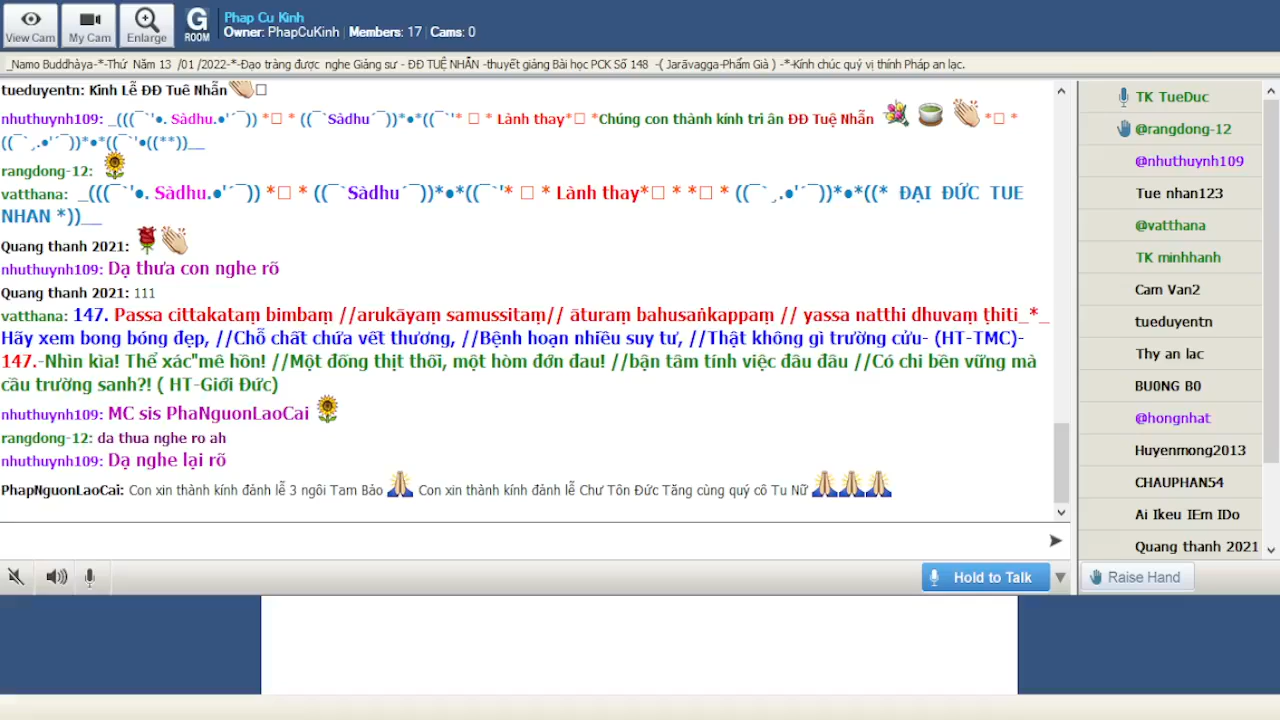 View Cam
My Cam
Enlarge
G
ROOM
Phap Cu Kinh
Owner: PhapCuKinh | Members: 17 | Cams: 0
_Namo Buddhàya-*-Thứ Năm 13 /01 /2022-*-Đạo tràng được nghe Giảng sư - ĐĐ TUỆ NHẪN -thuyết giảng Bài học PCK Số 148 -( Jarāvagga-Phẩm Già ) -*-Kính chúc quý vị thính Pháp an lạc.
tueduyentn: Kinh Lễ ĐĐ Tuê Nhẫn
nhuthuynh109: _(((¯`'•. Sàdhu.•'´¯)) *□ * ((¯`Sàdhu´¯))*•*((¯`'* □ * Lành thay*□ *Chúng con thành kính tri ân ĐĐ Tuệ Nhẫn *□ *
((¯`¸.•'´¯))*•*((¯`'•((**))__
rangdong-12:
vatthana: _(((¯`'•. Sàdhu.•'´¯)) *□ * ((¯`Sàdhu´¯))*•*((¯`'* □ * Lành thay*□ * *□ * ((¯`¸.•'´¯))*•*((* ĐẠI ĐỨC TUE
NHAN *))__
Quang thanh 2021:
nhuthuynh109: Dạ thưa con nghe rõ
Quang thanh 2021: 111
vatthana: 147. Passa cittakataṃ bimbaṃ //arukāyaṃ samussitaṃ// āturaṃ bahusaṅkappaṃ // yassa natthi dhuvaṃ ṭhiti_*_
Hãy xem bong bóng đẹp, //Chỗ chất chứa vết thương, //Bệnh hoạn nhiều suy tư, //Thật không gì trường cửu- (HT-TMC)-
147.-Nhìn kìa! Thể xác"mê hồn! //Một đống thịt thối, một hòm đớn đau! //bận tâm tính việc đâu đâu //Có chi bền vững mà
cầu trường sanh?! ( HT-Giới Đức)
nhuthuynh109: MC sis PhaNguonLaoCai
rangdong-12: da thua nghe ro ah
nhuthuynh109: Dạ nghe lại rõ
PhapNguonLaoCai: Con xin thành kính đảnh lễ 3 ngôi Tam Bảo Con xin thành kính đảnh lễ Chư Tôn Đức Tăng cùng quý cô Tu Nữ
Hold to Talk
TK TueDuc
@rangdong-12
@nhuthuynh109
Tue nhan123
@vatthana
TK minhhanh
Cam Van2
tueduyentn
Thy an lac
BU0NG B0
@hongnhat
Huyenmong2013
CHAUPHAN54
Ai Ikeu IEm IDo
Quang thanh 2021
Raise Hand